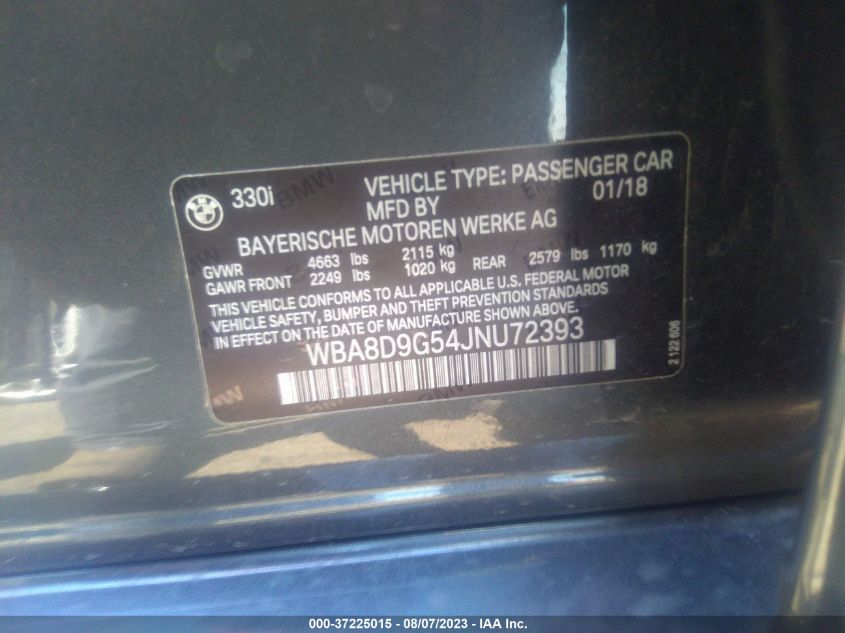 330i
VEHICLE TYPE: PASSENGER CAR
MFD BY 01/18
BAYERISCHE MOTOREN WERKE AG
GVWR 4663 lbs 2115 kg
GAWR FRONT 2249 lbs 1020 kg REAR 2579 lbs 1170 kg
THIS VEHICLE CONFORMS TO ALL APPLICABLE U.S. FEDERAL MOTOR
VEHICLE SAFETY, BUMPER AND THEFT PREVENTION STANDARDS
IN EFFECT ON THE DATE OF MANUFACTURE SHOWN ABOVE.
WBA8D9G54JNU72393
2 122 606
BMW
000-37225015 - 08/07/2023 - IAA Inc.